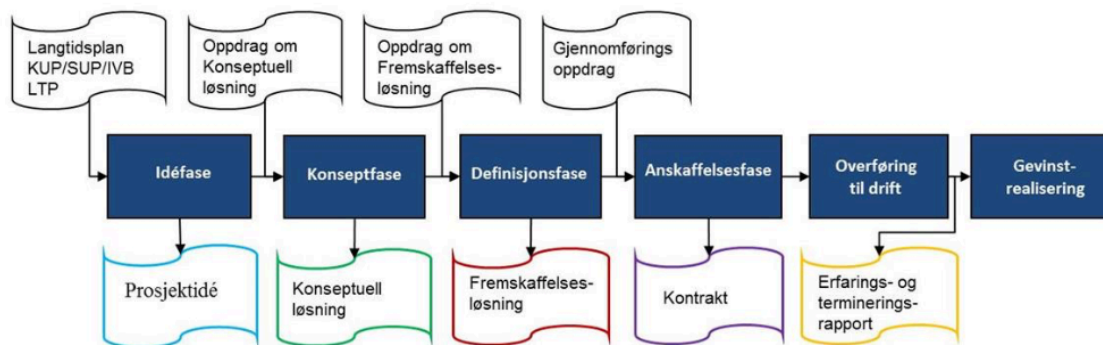 Langtidsplan
KUP/SUP/IVB
LTP
Oppdrag om
Konseptuell
løsning
Oppdrag om
Fremskaffelses-
løsning
Gjennomførings
oppdrag
Idéfase
Konseptfase
Definisjonsfase
Anskaffelsesfase
Overføring
til drift
Gevinst-
realisering
Prosjektidé
Konseptuell
løsning
Fremskaffelses-
løsning
Kontrakt
Erfarings- og
terminerings-
rapport